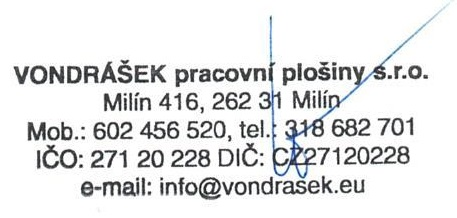 VONDRÁŠEK pracovní plošiny s.r.o.
Milín 416, 262 31 Milín
Mob.: 602 456 520, tel.: 318 682 701
IČO: 271 20 228 DIČ: CZ27120228
e-mail: info@vondrasek.eu